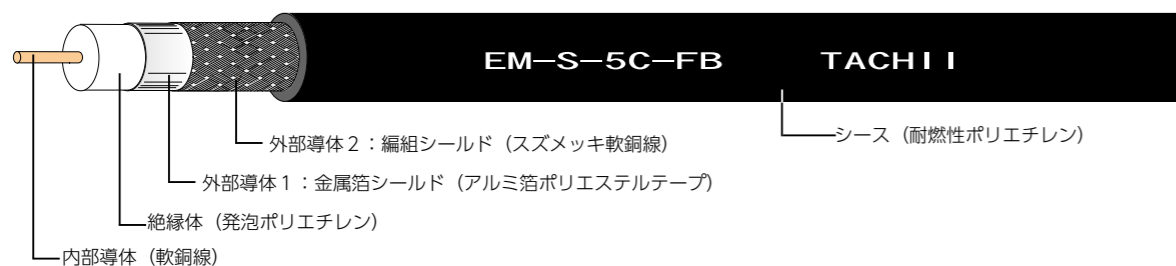 EM−S−5C−FB TACHII
シース（耐燃性ポリエチレン）
外部導体２：編組シールド（スズメッキ軟銅線）
外部導体１：金属箔シールド（アルミ箔ポリエステルテープ）
絶縁体（発泡ポリエチレン）
内部導体（軟銅線）